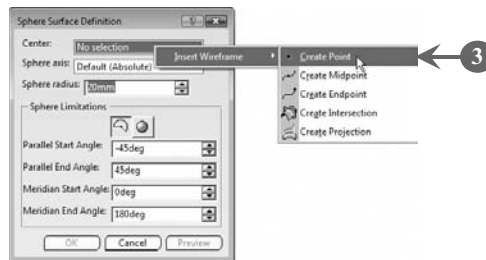 Sphere Surface Definition
Center: No selection
Sphere axis: Default (Absolute)
Sphere radius: 20mm
Sphere Limitations
Parallel Start Angle: -45deg
Parallel End Angle: 45deg
Meridian Start Angle: 0deg
Meridian End Angle: 180deg
OK Cancel Preview
Insert Wireframe
Create Point
Create Midpoint
Create Endpoint
Create Intersection
Create Projection
3